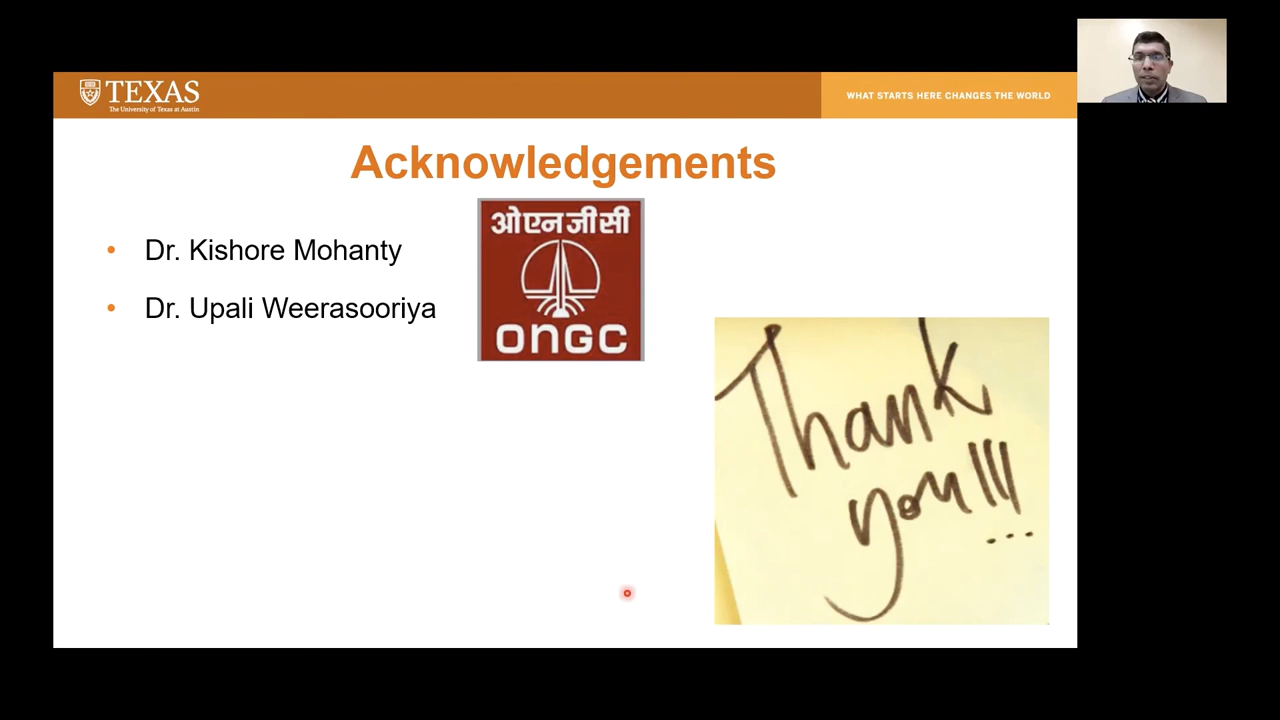 TEXAS
The University of Texas at Austin
WHAT STARTS HERE CHANGES THE WORLD
Acknowledgements
• Dr. Kishore Mohanty
• Dr. Upali Weerasooriya
ओएनजीसी
ONGC
Thank
you!!!